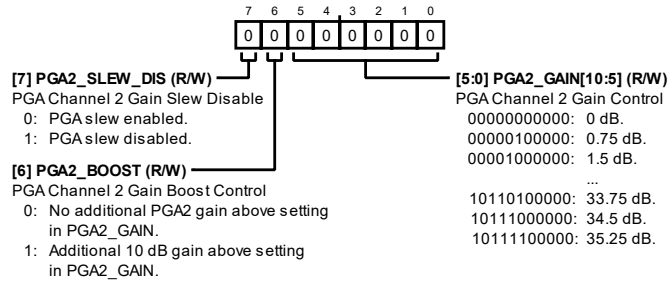 7 6 5 4 3 2 1 0
0 0 0 0 0 0 0 0
[7] PGA2_SLEW_DIS (R/W)
PGA Channel 2 Gain Slew Disable
0: PGA slew enabled.
1: PGA slew disabled.
[6] PGA2_BOOST (R/W)
PGA Channel 2 Gain Boost Control
0: No additional PGA2 gain above setting
in PGA2_GAIN.
1: Additional 10 dB gain above setting
in PGA2_GAIN.
[5:0] PGA2_GAIN[10:5] (R/W)
PGA Channel 2 Gain Control
00000000000: 0 dB.
00000100000: 0.75 dB.
00001000000: 1.5 dB.
...
10110100000: 33.75 dB.
10111000000: 34.5 dB.
10111100000: 35.25 dB.